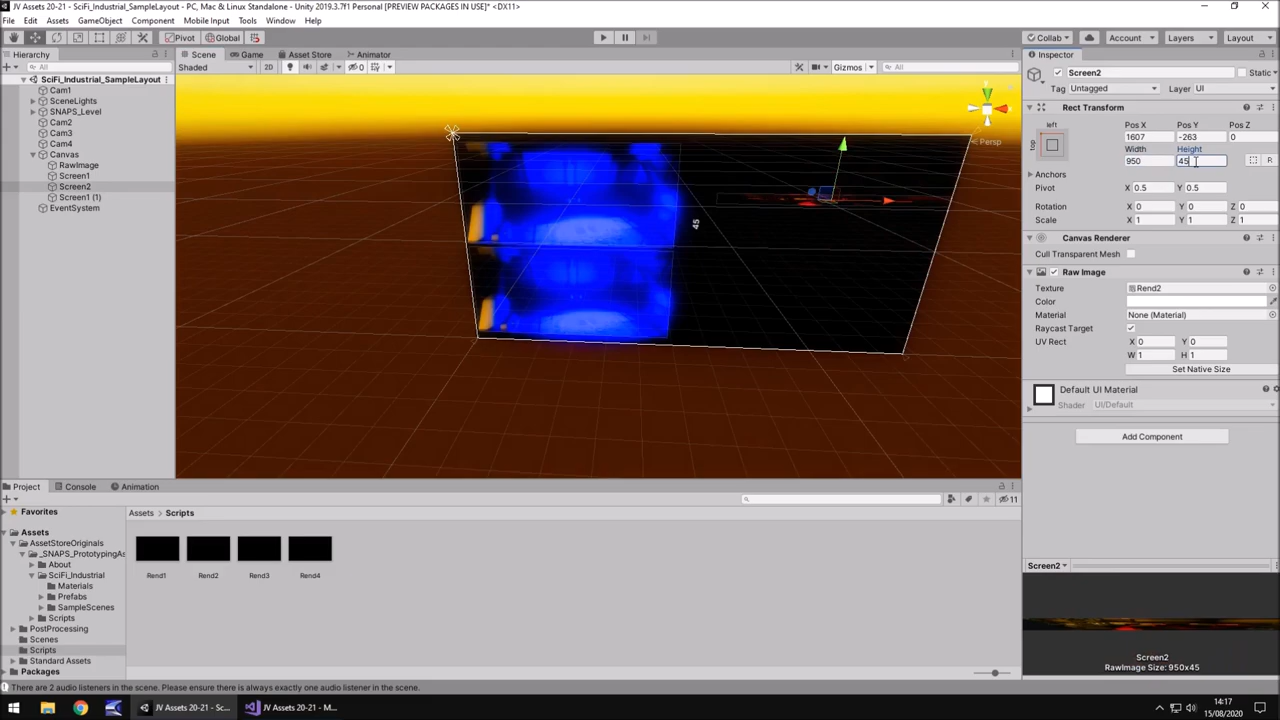 JV Assets 20-21 - SciFi_Industrial_SampleLayout - PC, Mac & Linux Standalone - Unity 2019.3.7f1 Personal [PREVIEW PACKAGES IN USE]* <DX11>
File Edit Assets GameObject Component Mobile Input Tools Window Help
Pivot Global Collab Account Layers Layout
Hierarchy Scene Game Asset Store Animator Inspector
All
Shaded 2D 0 Gizmos All
SciFi_Industrial_SampleLayout
Cam1
SceneLights
SNAPS_Level
Cam2
Cam3
Cam4
Canvas
RawImage
Screen1
Screen2
Screen1 (1)
EventSystem
y
x
Persp
45
Screen2 Static
Tag Untagged Layer UI
Rect Transform
left Pos X Pos Y Pos Z
top 1607 -263 0
Width Height
950 45 R
Anchors
Pivot X 0.5 Y 0.5
Rotation X 0 Y 0 Z 0
Scale X 1 Y 1 Z 1
Canvas Renderer
Cull Transparent Mesh
Raw Image
Texture Rend2
Color
Material None (Material)
Raycast Target
UV Rect X 0 Y 0
W 1 H 1
Set Native Size
Default UI Material
Shader UI/Default
Add Component
Project Console Animation
11
Favorites
Assets
AssetStoreOriginals
_SNAPS_PrototypingAs
About
SciFi_Industrial
Materials
Prefabs
SampleScenes
Scripts
PostProcessing
Scenes
Scripts
Standard Assets
Packages
Assets > Scripts
Rend1 Rend2 Rend3 Rend4
Screen2
Screen2
RawImage Size: 950x45
There are 2 audio listeners in the scene. Please ensure there is always exactly one audio listener in the scene.
JV Assets 20-21 - Sc... JV Assets 20-21 - M...
14:17
15/08/2020